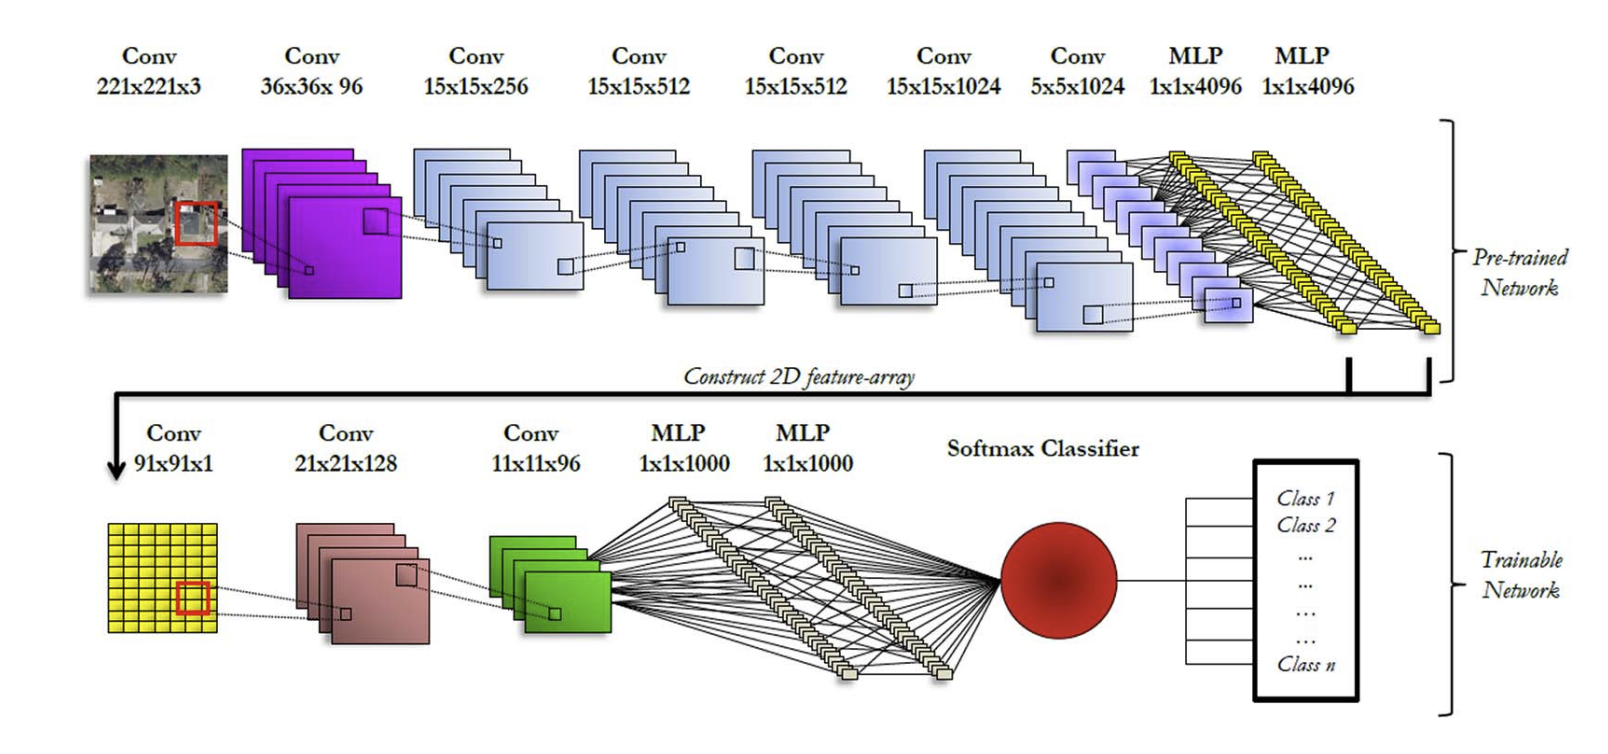 Conv
221x221x3
Conv
36x36x 96
Conv
15x15x256
Conv
15x15x512
Conv
15x15x512
Conv
15x15x1024
Conv
5x5x1024
MLP
1x1x4096
MLP
1x1x4096
Pre-trained
Network
Construct 2D feature-array
Conv
91x91x1
Conv
21x21x128
Conv
11x11x96
MLP
1x1x1000
MLP
1x1x1000
Softmax Classifier
Class 1
Class 2
...
...
...
...
Class n
Trainable
Network